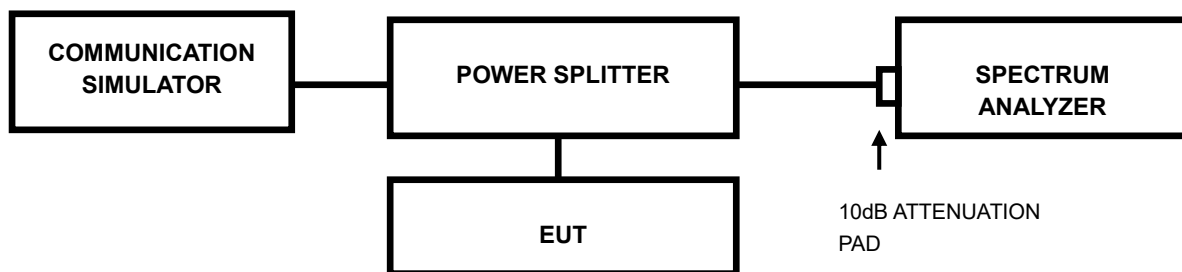 COMMUNICATION
SIMULATOR
POWER SPLITTER
SPECTRUM
ANALYZER
EUT
10dB ATTENUATION
PAD